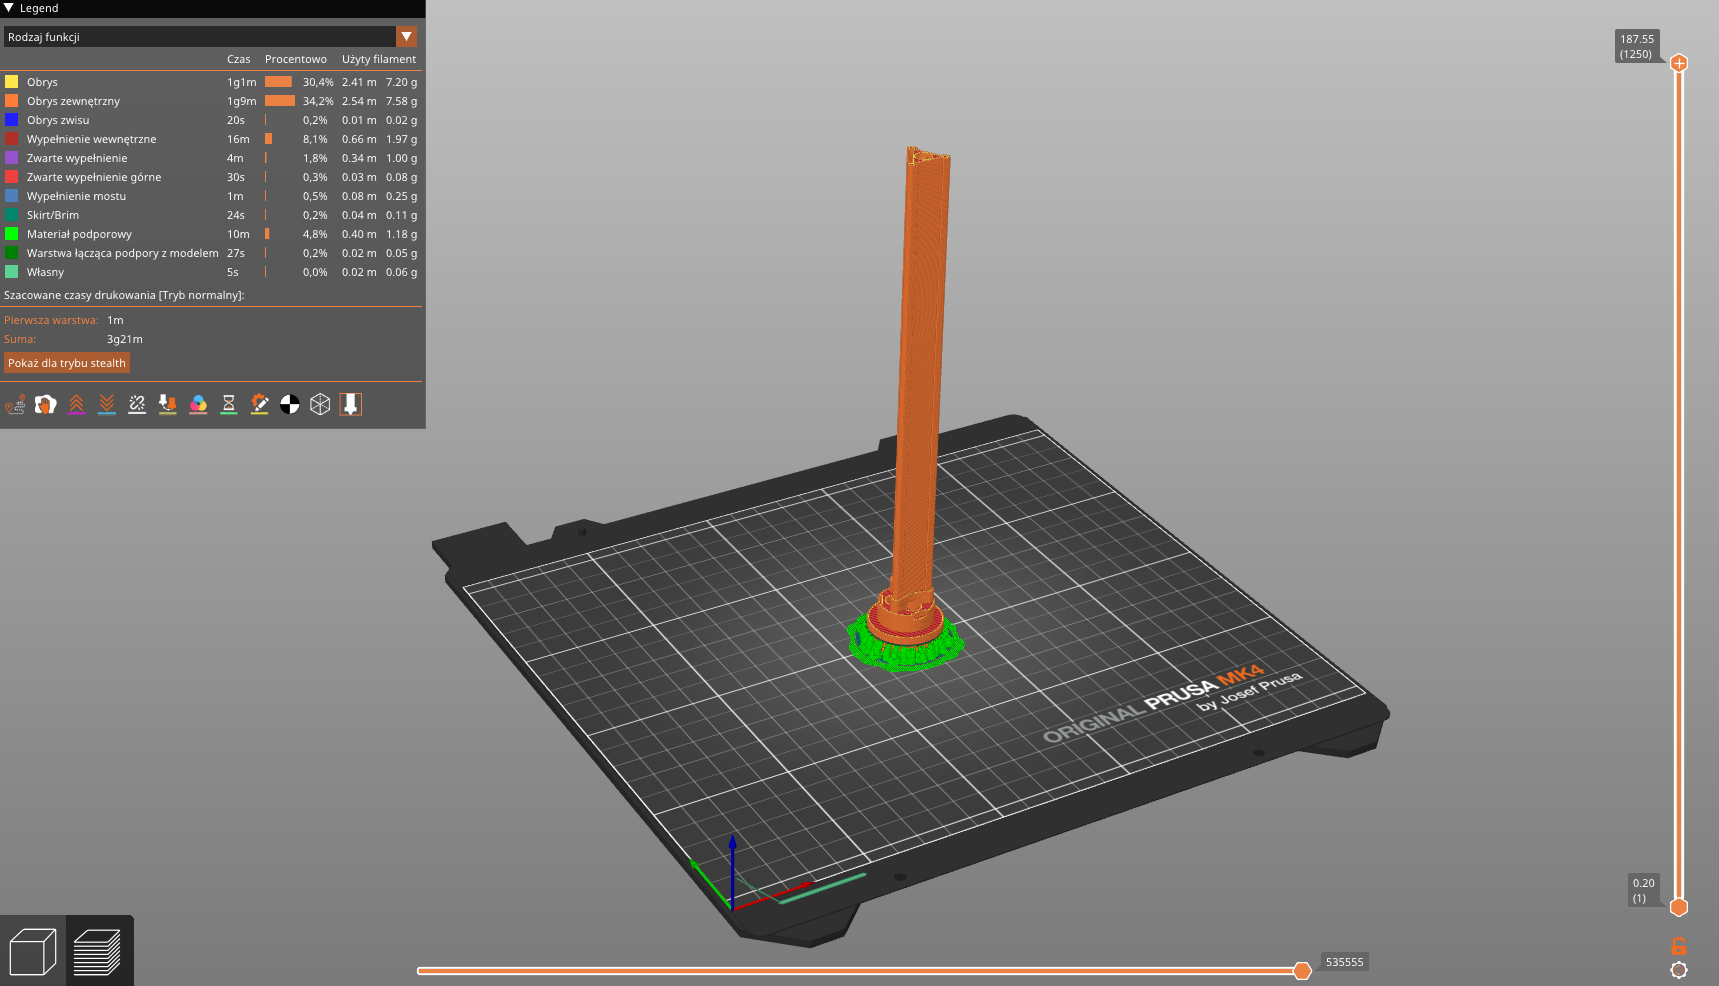 Legend
Rodzaj funkcji
Czas Procentowo Użyty filament
Obrys 1g1m 30,4% 2.41 m 7.20 g
Obrys zewnętrzny 1g9m 34,2% 2.54 m 7.58 g
Obrys zwisu 20s 0,2% 0.01 m 0.02 g
Wypełnienie wewnętrzne 16m 8,1% 0.66 m 1.97 g
Zwarte wypełnienie 4m 1,8% 0.34 m 1.00 g
Zwarte wypełnienie górne 30s 0,3% 0.03 m 0.08 g
Wypełnienie mostu 1m 0,5% 0.08 m 0.25 g
Skirt/Brim 24s 0,2% 0.04 m 0.11 g
Materiał podporowy 10m 4,8% 0.40 m 1.18 g
Warstwa łącząca podpory z modelem 27s 0,2% 0.02 m 0.05 g
Własny 5s 0,0% 0.02 m 0.06 g
Szacowane czasy drukowania [Tryb normalny]:
Pierwsza warstwa: 1m
Suma: 3g21m
Pokaż dla trybu stealth
187.55
(1250)
ORIGINAL PRUSA MK4
by Josef Prusa
0.20
(1)
535555